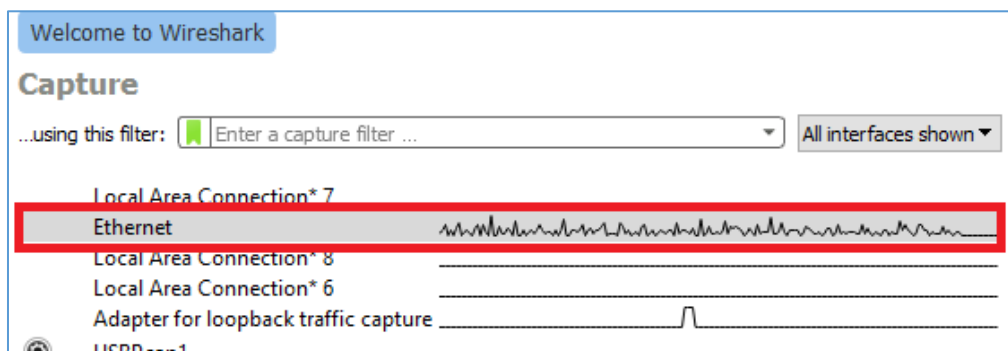 Welcome to Wireshark
Capture
...using this filter: Enter a capture filter ... All interfaces shown
Local Area Connection* 7
Ethernet
Local Area Connection* 8
Local Area Connection* 6
Adapter for loopback traffic capture
USBPcap1